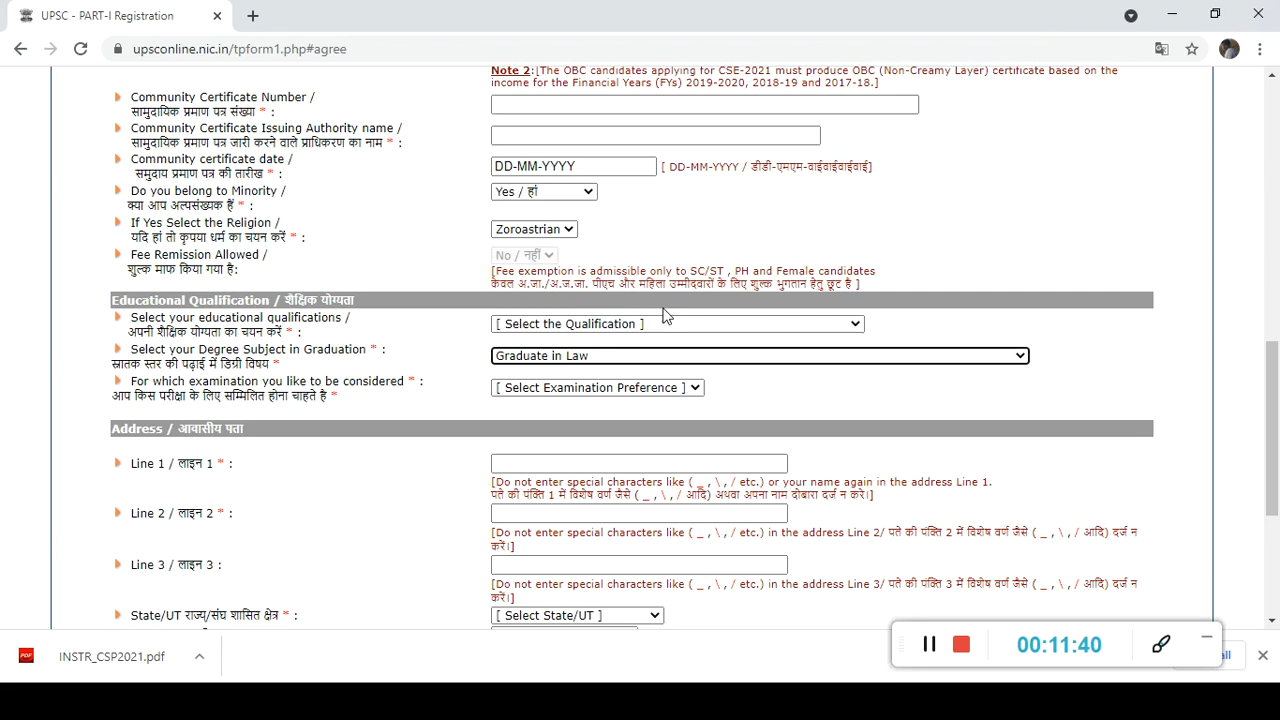 UPSC - PART-I Registration
upsconline.nic.in/tpform1.php#agree
Note 2:[The OBC candidates applying for CSE-2021 must produce OBC (Non-Creamy Layer) certificate based on the
income for the Financial Years (FYs) 2019-2020, 2018-19 and 2017-18.]
Community Certificate Number /
सामुदायिक प्रमाण पत्र संख्या * :
Community Certificate Issuing Authority name /
सामुदायिक प्रमाण पत्र जारी करने वाले प्राधिकरण का नाम * :
Community certificate date /
समुदाय प्रमाण पत्र की तारीख * :
DD-MM-YYYY
[ DD-MM-YYYY / डीडी-एमएम-वाईवाईवाईवाई]
Do you belong to Minority /
क्या आप अल्पसंख्यक हैं * :
Yes / हां
If Yes Select the Religion /
यदि हां तो कृपया धर्म का चयन करें * :
Zoroastrian
Fee Remission Allowed /
शुल्क माफ किया गया है:
No / नहीं
[Fee exemption is admissible only to SC/ST , PH and Female candidates
केवल अ.जा./अ.ज.जा. पीएच और महिला उम्मीदवारों के लिए शुल्क भुगतान हेतु छूट है ]
Educational Qualification / शैक्षिक योग्यता
Select your educational qualifications /
अपनी शैक्षिक योग्यता का चयन करें * :
[ Select the Qualification ]
Select your Degree Subject in Graduation * :
स्नातक स्तर की पढ़ाई में डिग्री विषय *
Graduate in Law
For which examination you like to be considered * :
आप किस परीक्षा के लिए सम्मिलित होना चाहते है *
[ Select Examination Preference ]
Address / आवासीय पता
Line 1 / लाइन 1 * :
[Do not enter special characters like ( _ , \ , / etc.) or your name again in the address Line 1.
पते की पंक्ति 1 में विशेष वर्ण जैसे ( _ , \ , / आदि) अथवा अपना नाम दोबारा दर्ज न करें।]
Line 2 / लाइन 2 * :
[Do not enter special characters like ( _ , \ , / etc.) in the address Line 2/ पते की पंक्ति 2 में विशेष वर्ण जैसे ( _ , \ , / आदि) दर्ज न
करें।]
Line 3 / लाइन 3 :
[Do not enter special characters like ( _ , \ , / etc.) in the address Line 3/ पते की पंक्ति 3 में विशेष वर्ण जैसे ( _ , \ , / आदि) दर्ज न
करें।]
State/UT राज्य/संघ शासित क्षेत्र * :
[ Select State/UT ]
PDF
INSTR_CSP2021.pdf
00:11:40